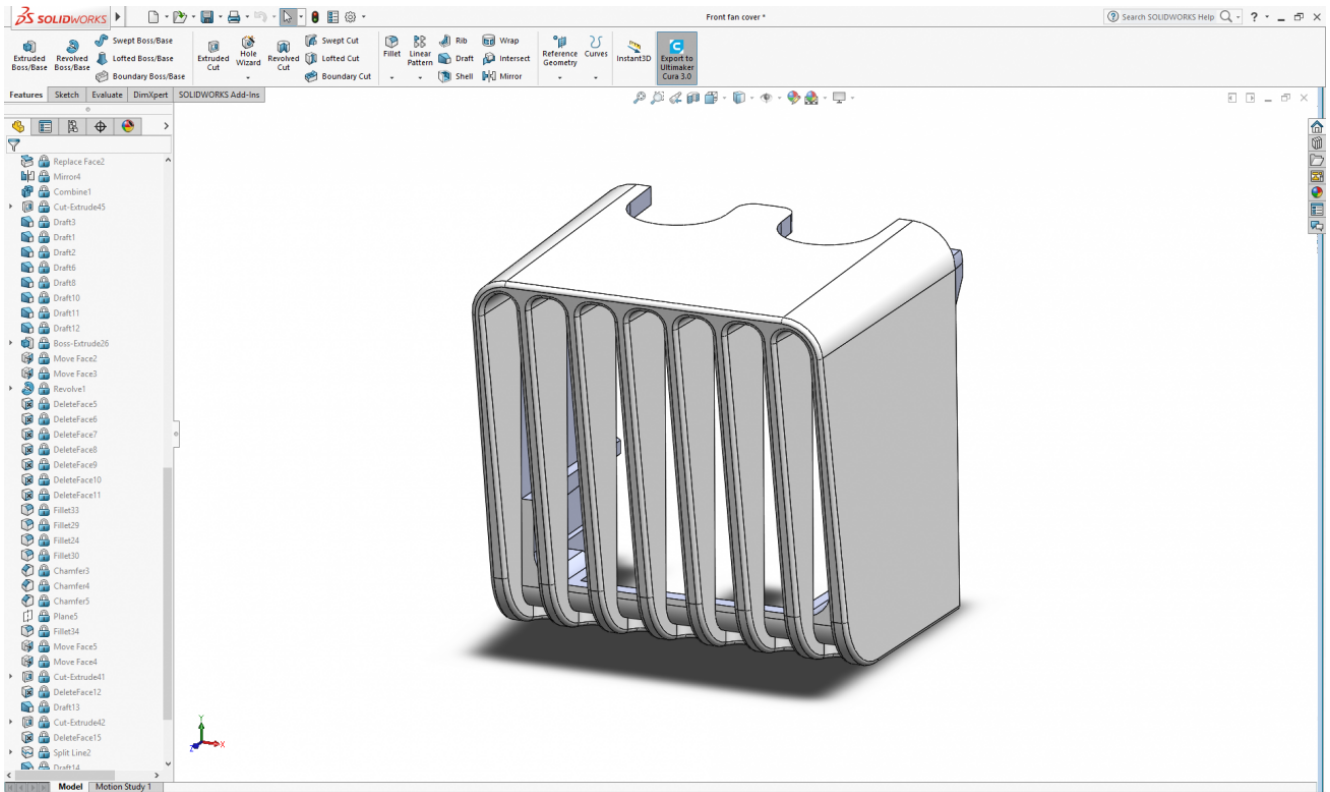 SOLIDWORKS
Front fan cover *
Search SOLIDWORKS Help
Extruded Boss/Base
Revolved Boss/Base
Swept Boss/Base
Lofted Boss/Base
Boundary Boss/Base
Extruded Cut
Hole Wizard
Revolved Cut
Swept Cut
Lofted Cut
Boundary Cut
Fillet
Linear Pattern
Rib
Draft
Shell
Wrap
Intersect
Mirror
Reference Geometry
Curves
Instant3D
Export to Ultimaker Cura 3.0
Features
Sketch
Evaluate
DimXpert
SOLIDWORKS Add-Ins
Replace Face2
Mirror4
Combine1
Cut-Extrude45
Draft3
Draft1
Draft2
Draft6
Draft8
Draft10
Draft11
Draft12
Boss-Extrude26
Move Face2
Move Face3
Revolve1
DeleteFace5
DeleteFace6
DeleteFace7
DeleteFace8
DeleteFace9
DeleteFace10
DeleteFace11
Fillet33
Fillet29
Fillet24
Fillet30
Chamfer3
Chamfer4
Chamfer5
Plane5
Fillet34
Move Face5
Move Face4
Cut-Extrude41
DeleteFace12
Draft13
Cut-Extrude42
DeleteFace15
Split Line2
Draft14
Y
X
Z
Model
Motion Study 1